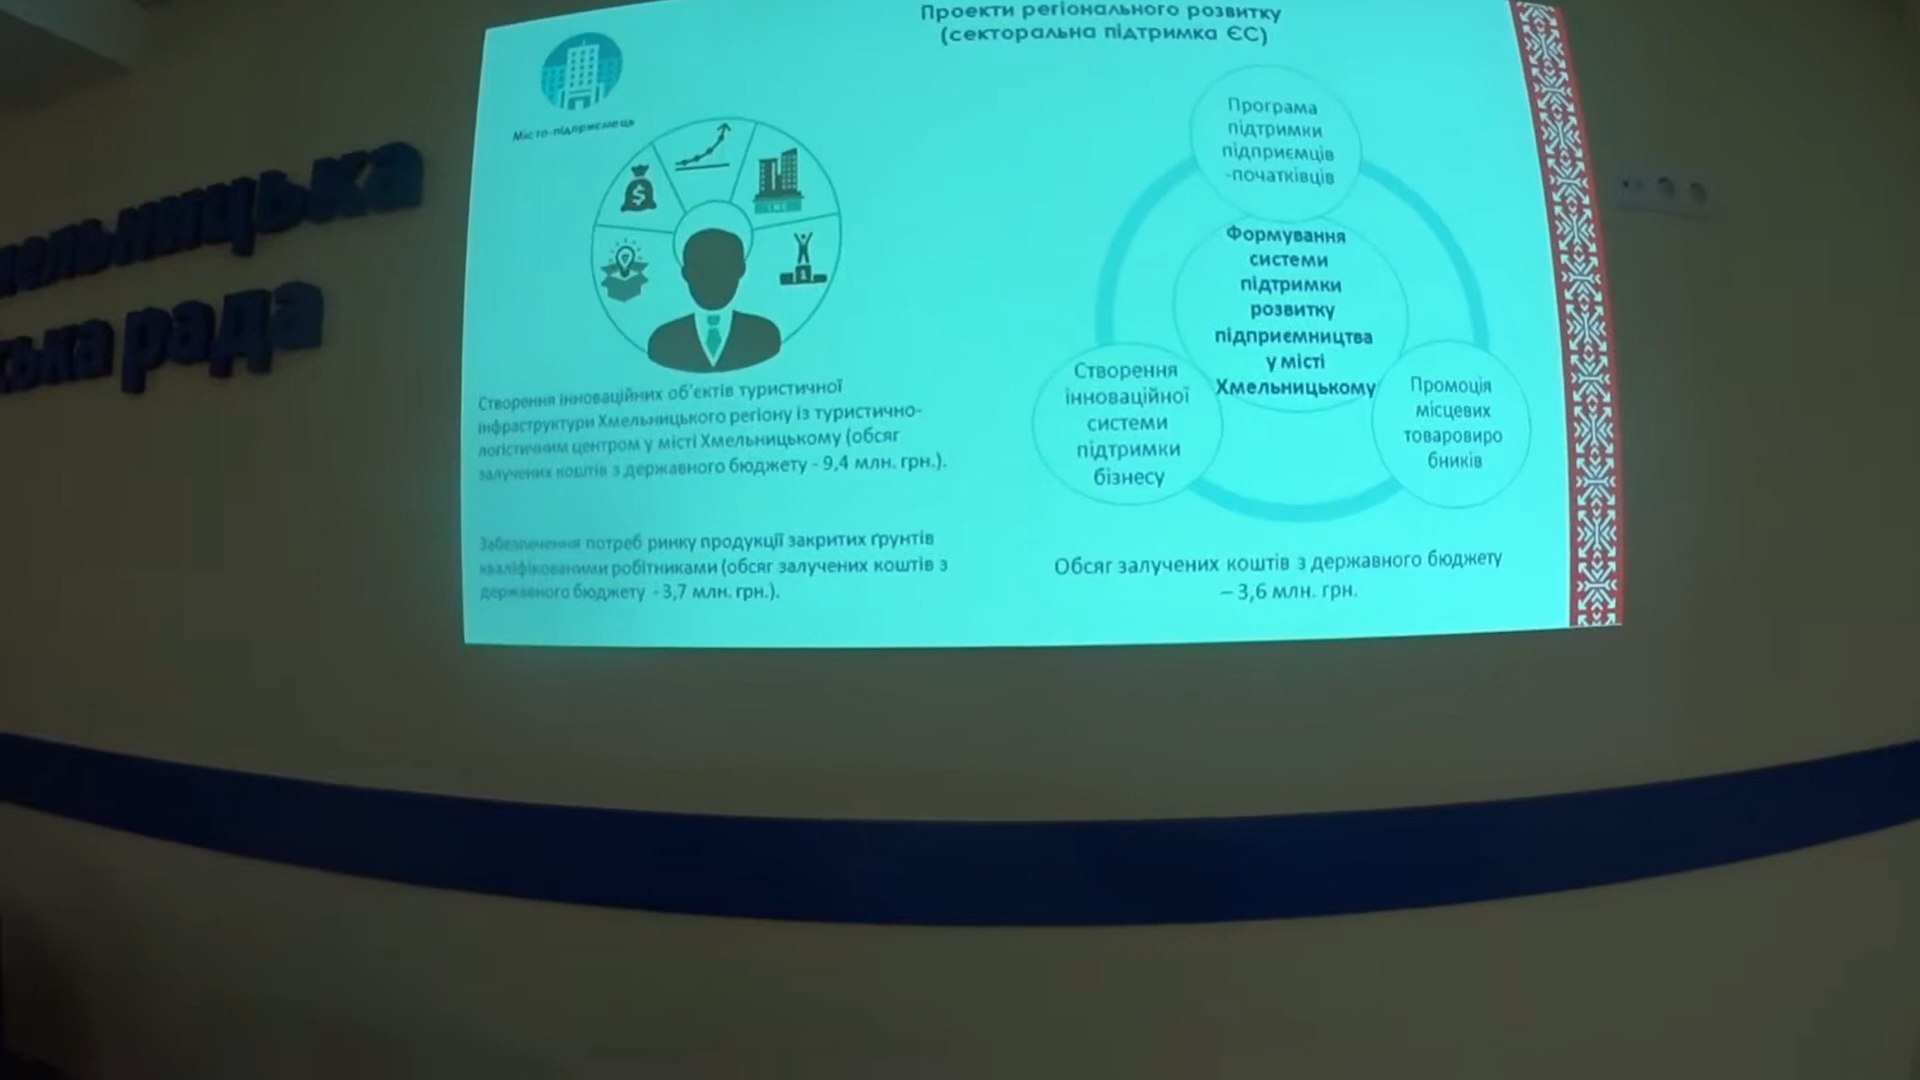 Проекти регіонального розвитку
(секторальна підтримка ЄС)
Місто-підприємець
Створення інноваційних об'єктів туристичної
інфраструктури Хмельницького регіону із туристично-
логістичним центром у місті Хмельницькому (обсяг
залучених коштів з державного бюджету - 9,4 млн. грн.).
Забезпечення потреб ринку продукції закритих ґрунтів
кваліфікованими робітниками (обсяг залучених коштів з
державного бюджету - 3,7 млн. грн.).
Програма
підтримки
підприємців
-початківців
Формування
системи
підтримки
розвитку
підприємництва
у місті
Хмельницькому
Створення
інноваційної
системи
підтримки
бізнесу
Промоція
місцевих
товаровиро
бників
Обсяг залучених коштів з державного бюджету
– 3,6 млн. грн.
ельницька
ська рада